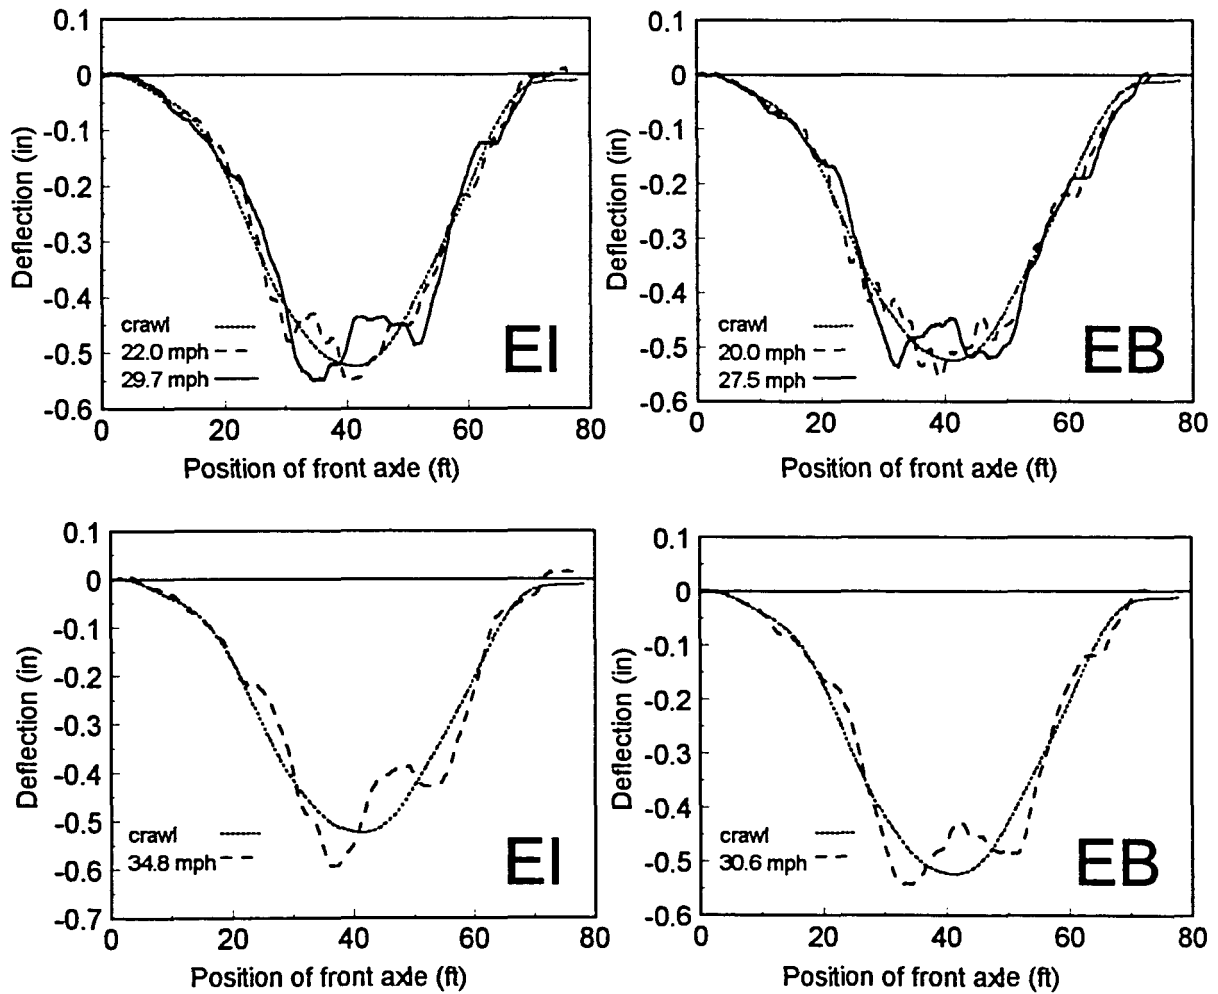 0.1
0
-0.1
-0.2
-0.3
-0.4
-0.5
-0.6
Deflection (in)
crawl
22.0 mph
29.7 mph
EI
0 20 40 60 80
Position of front axle (ft)
0.1
0
-0.1
-0.2
-0.3
-0.4
-0.5
-0.6
Deflection (in)
crawl
20.0 mph
27.5 mph
EB
0 20 40 60 80
Position of front axle (ft)
0.1
0
-0.1
-0.2
-0.3
-0.4
-0.5
-0.6
-0.7
Deflection (in)
crawl
34.8 mph
EI
0 20 40 60 80
Position of front axle (ft)
0.1
0
-0.1
-0.2
-0.3
-0.4
-0.5
-0.6
Deflection (in)
crawl
30.6 mph
EB
0 20 40 60 80
Position of front axle (ft)